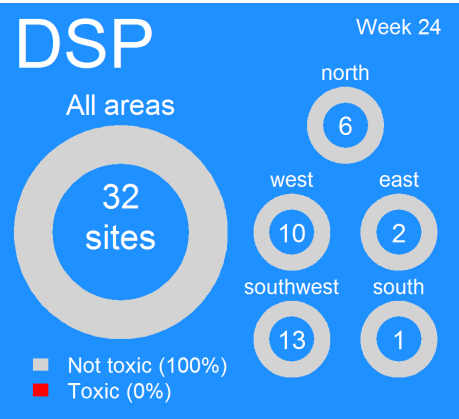 DSP
Week 24
All areas
32
sites
north
6
west
10
east
2
southwest
13
south
1
Not toxic (100%)
Toxic (0%)